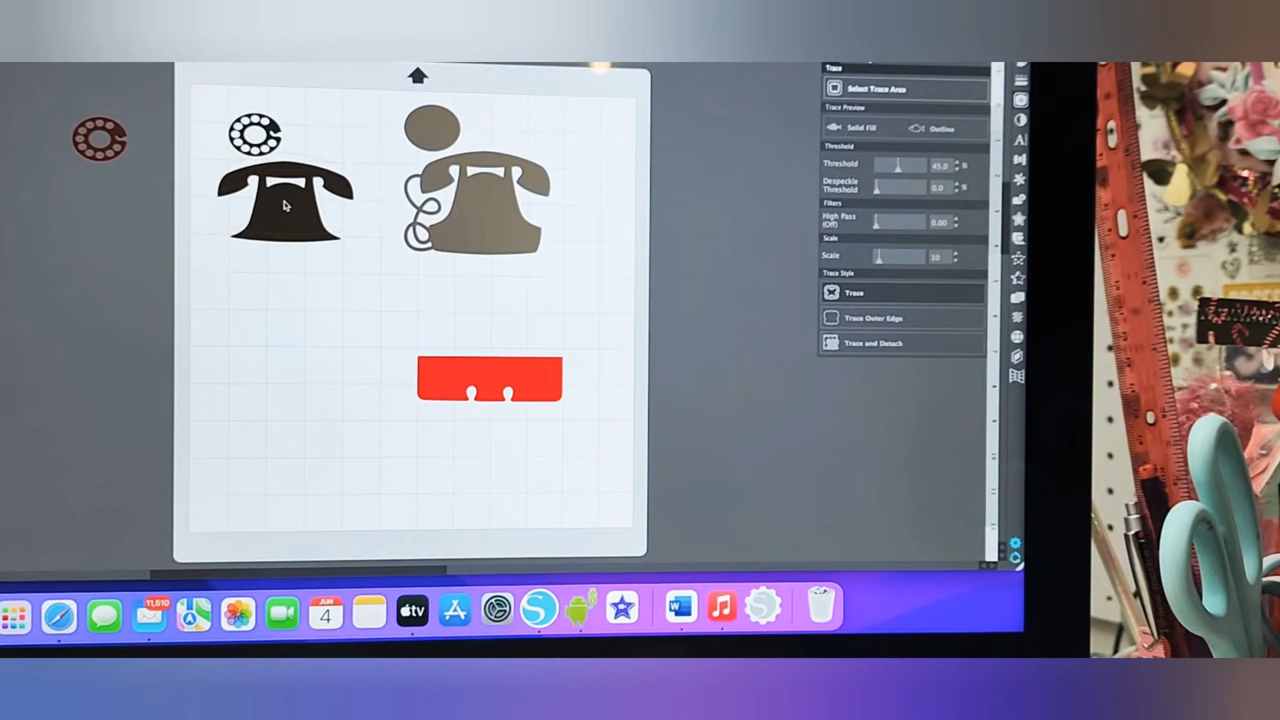 Trace
Select Trace Area
Trace Preview
Solid Fill
Outline
Threshold
Threshold
45.0
%
Despeckle
Threshold
0.0
%
Filters
High Pass
(Off)
0.00
Scale
Scale
10
Trace Style
Trace
Trace Outer Edge
Trace and Detach
A
11,510
JUN
4
tv
S
W
S